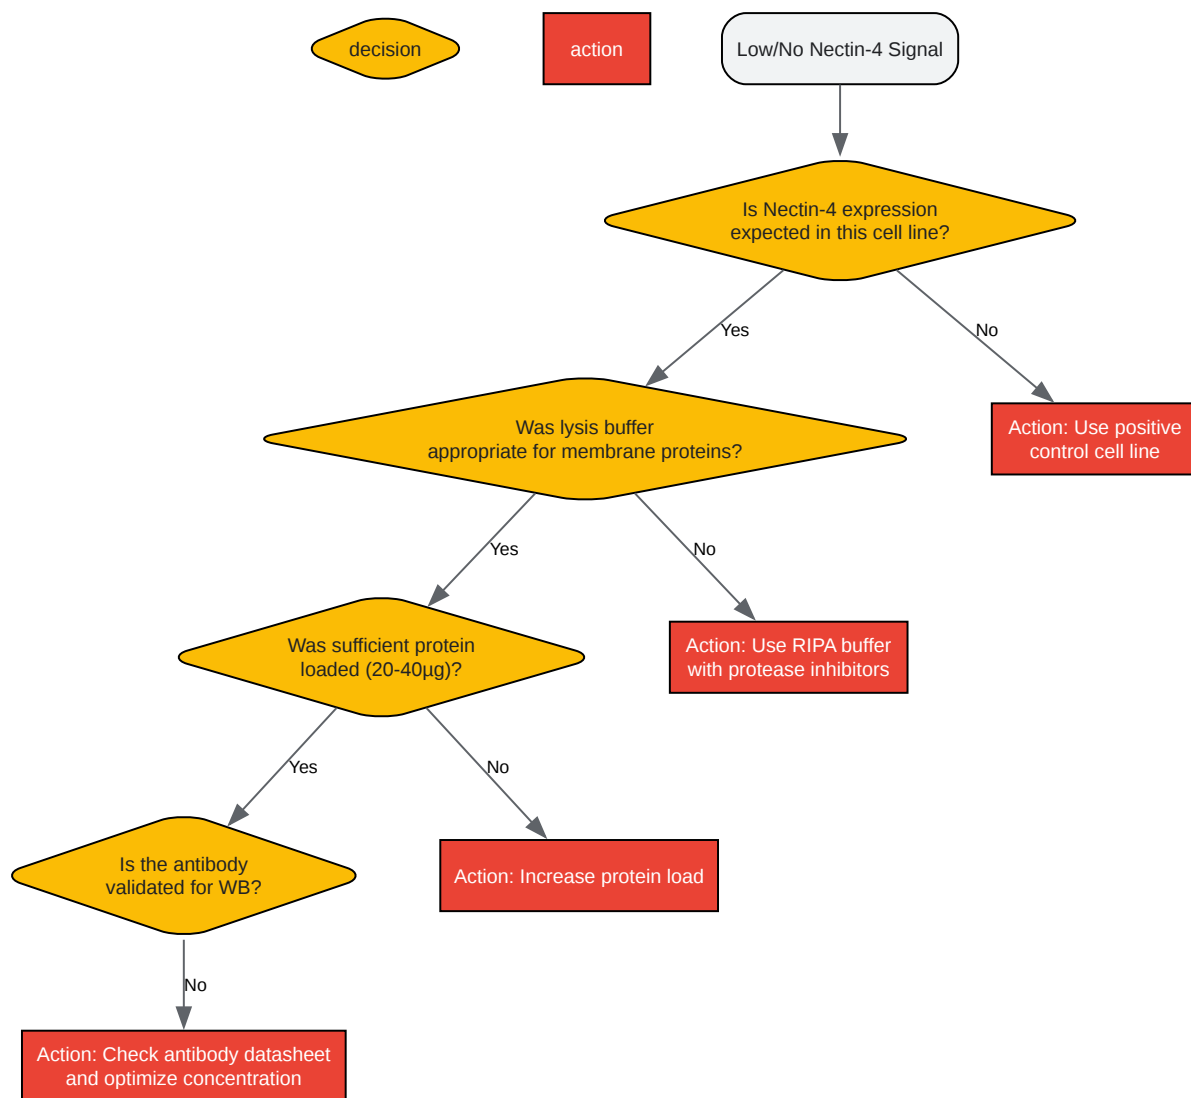 decision
action
Low/No Nectin-4 Signal
Is Nectin-4 expression
expected in this cell line?
Yes
No
Was lysis buffer
appropriate for membrane proteins?
Action: Use positive
control cell line
Yes
No
Was sufficient protein
loaded (20-40µg)?
Action: Use RIPA buffer
with protease inhibitors
Yes
No
Is the antibody
validated for WB?
Action: Increase protein load
No
Action: Check antibody datasheet
and optimize concentration